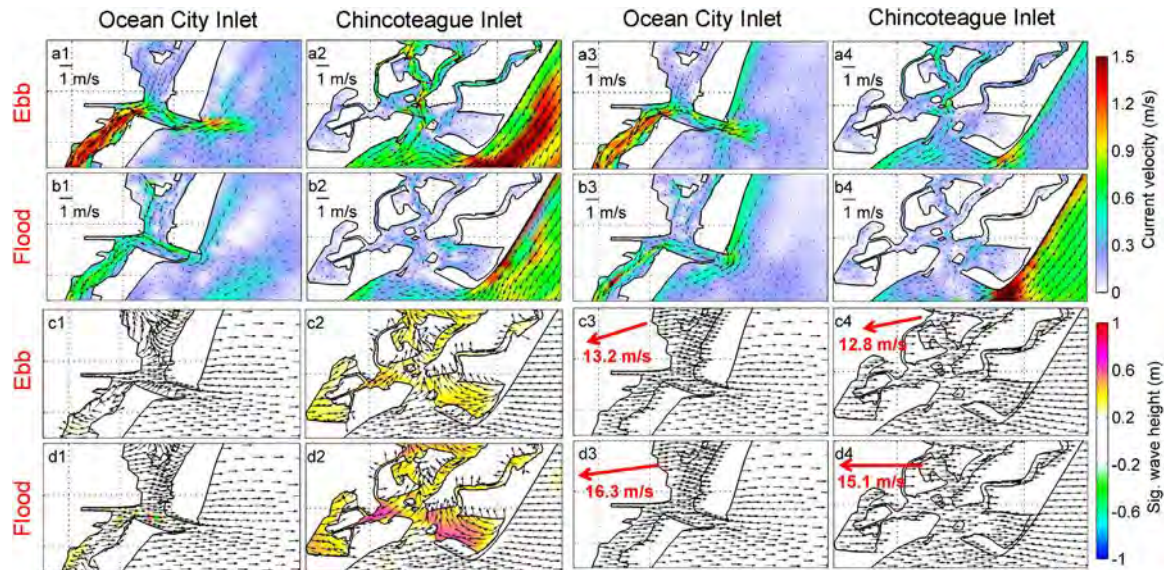 Ocean City Inlet Chincoteague Inlet Ocean City Inlet Chincoteague Inlet
Ebb
a1 1 m/s
a2 1 m/s
a3 1 m/s
a4 1 m/s
1.5
1.2
0.9
0.6
0.3
0
Current velocity (m/s)
Flood
b1 1 m/s
b2 1 m/s
b3 1 m/s
b4 1 m/s
Ebb
c1
c2
c3
13.2 m/s
c4
12.8 m/s
1
0.6
0.2
-0.2
-0.6
-1
Sig. wave height (m)
Flood
d1
d2
d3
16.3 m/s
d4
15.1 m/s